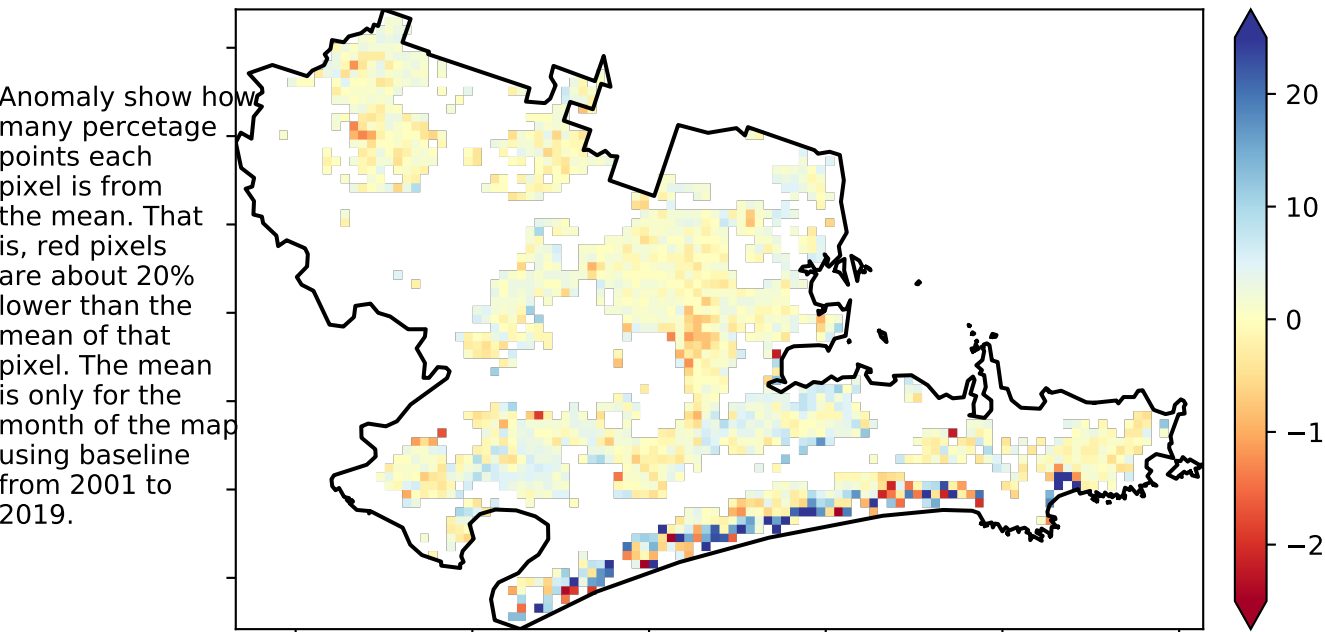 Anomaly show how
many percetage
points each
pixel is from
the mean. That
is, red pixels
are about 20%
lower than the
mean of that
pixel. The mean
is only for the
month of the map
using baseline
from 2001 to
2019.
20
10
0
−1
−2